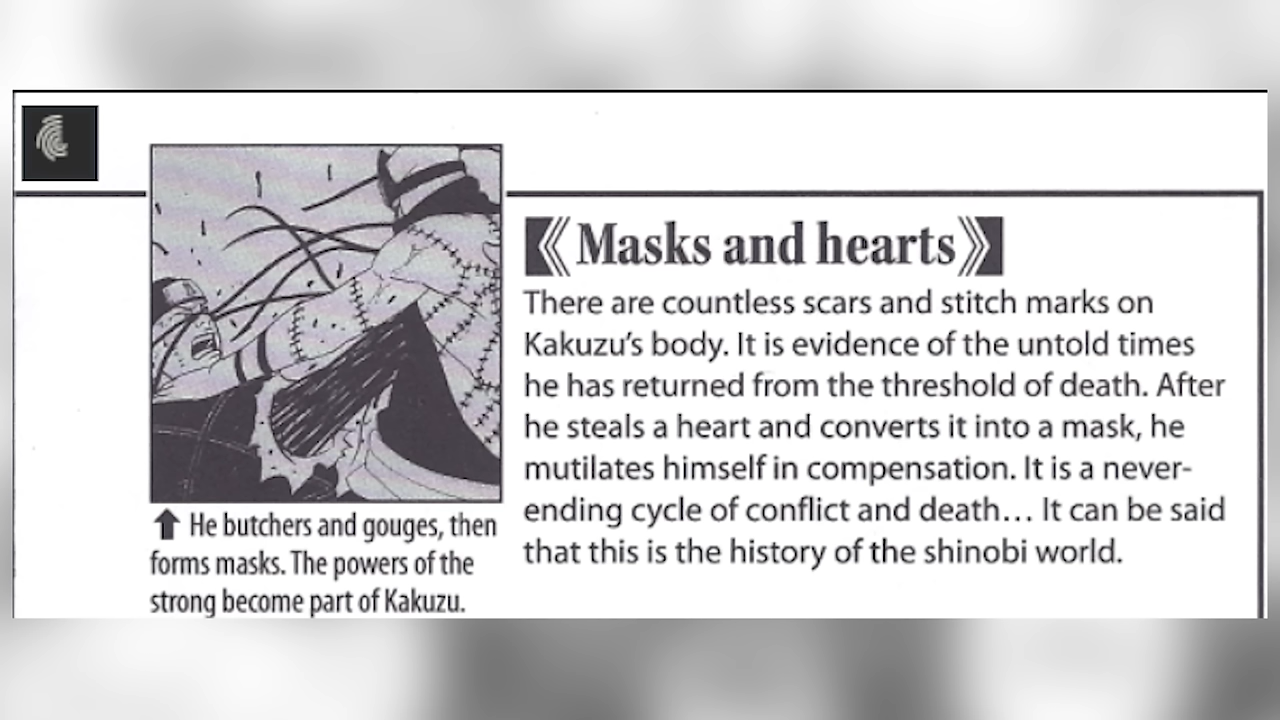 《Masks and hearts》
There are countless scars and stitch marks on
Kakuzu's body. It is evidence of the untold times
he has returned from the threshold of death. After
he steals a heart and converts it into a mask, he
mutilates himself in compensation. It is a never-
ending cycle of conflict and death… It can be said
that this is the history of the shinobi world.
⬆ He butchers and gouges, then
forms masks. The powers of the
strong become part of Kakuzu.